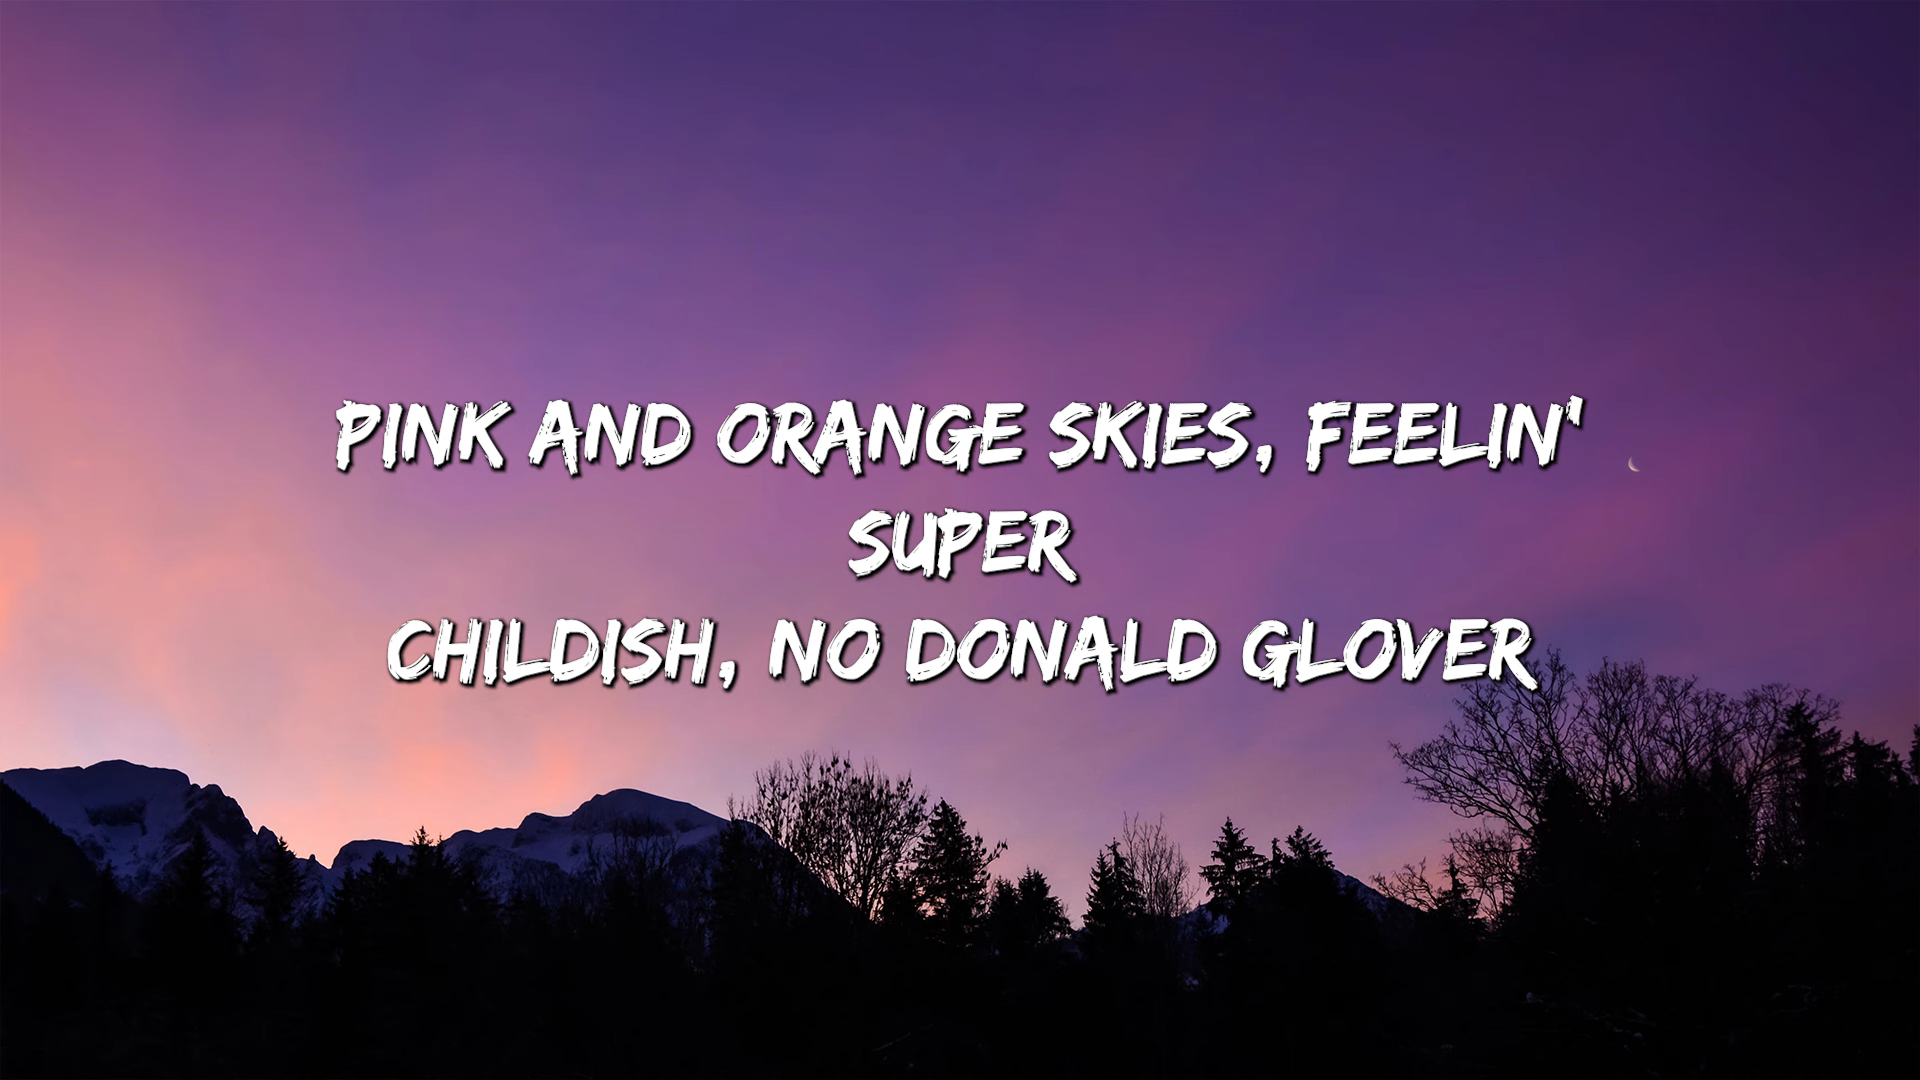 PINK AND ORANGE SKIES, FEELIN'
SUPER
CHILDISH, NO DONALD GLOVER